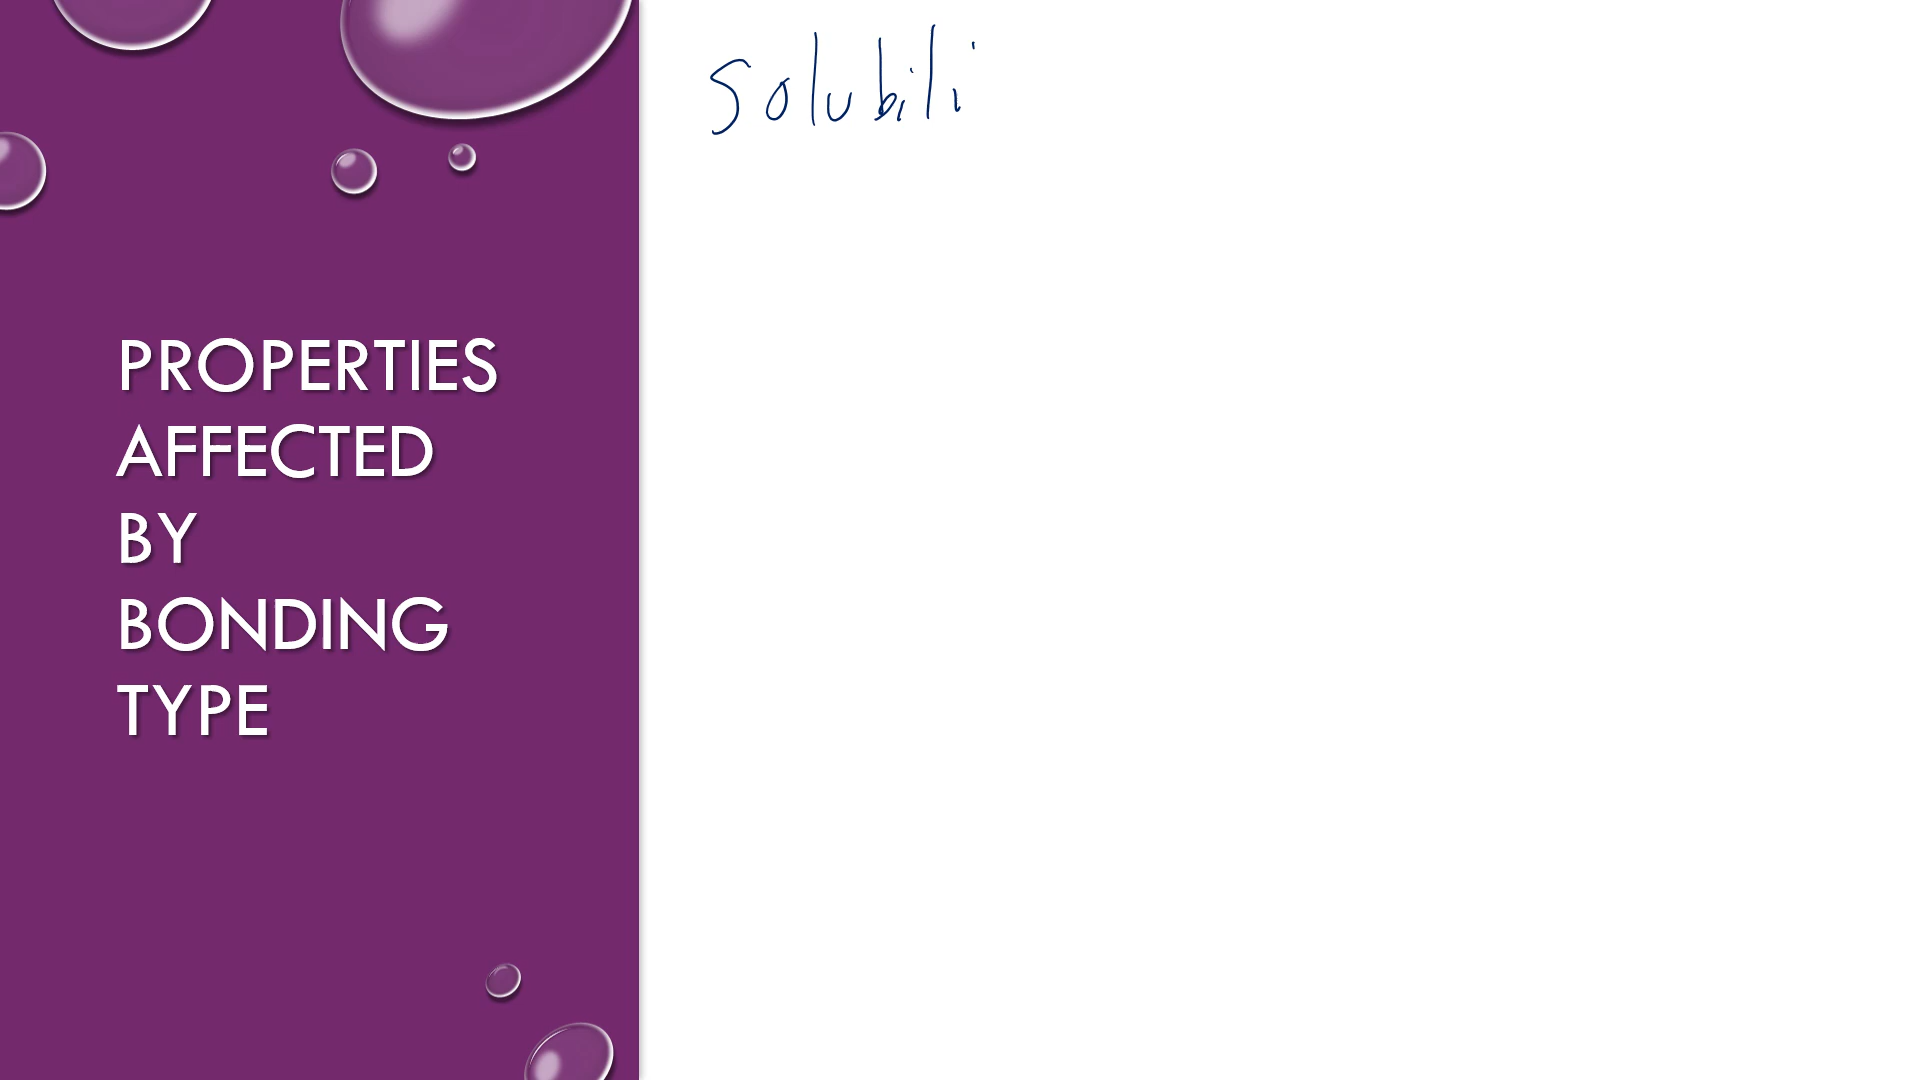 PROPERTIES
AFFECTED
BY
BONDING
TYPE
Solubili